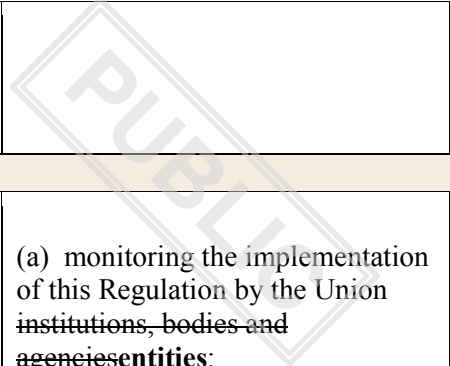 PUBLIC
(a) monitoring the implementation
of this Regulation by the Union
institutions, bodies and
agenciesentities;